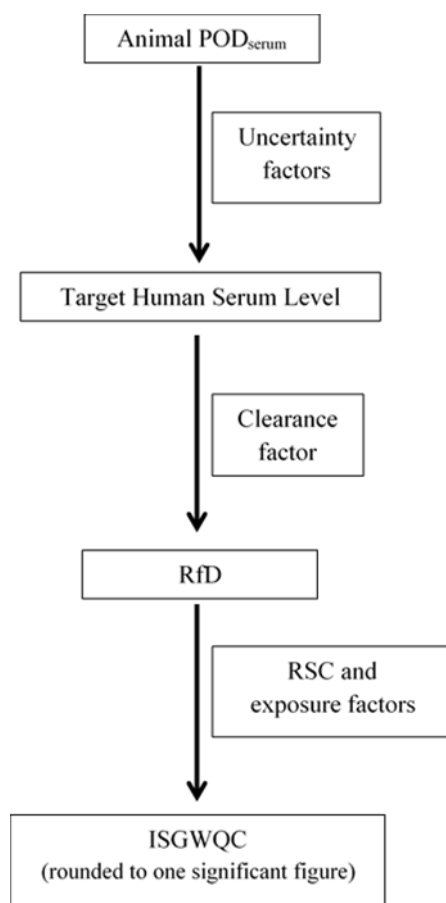 Animal PODserum
Uncertainty
factors
Target Human Serum Level
Clearance
factor
RfD
RSC and
exposure factors
ISGWQC
(rounded to one significant figure)